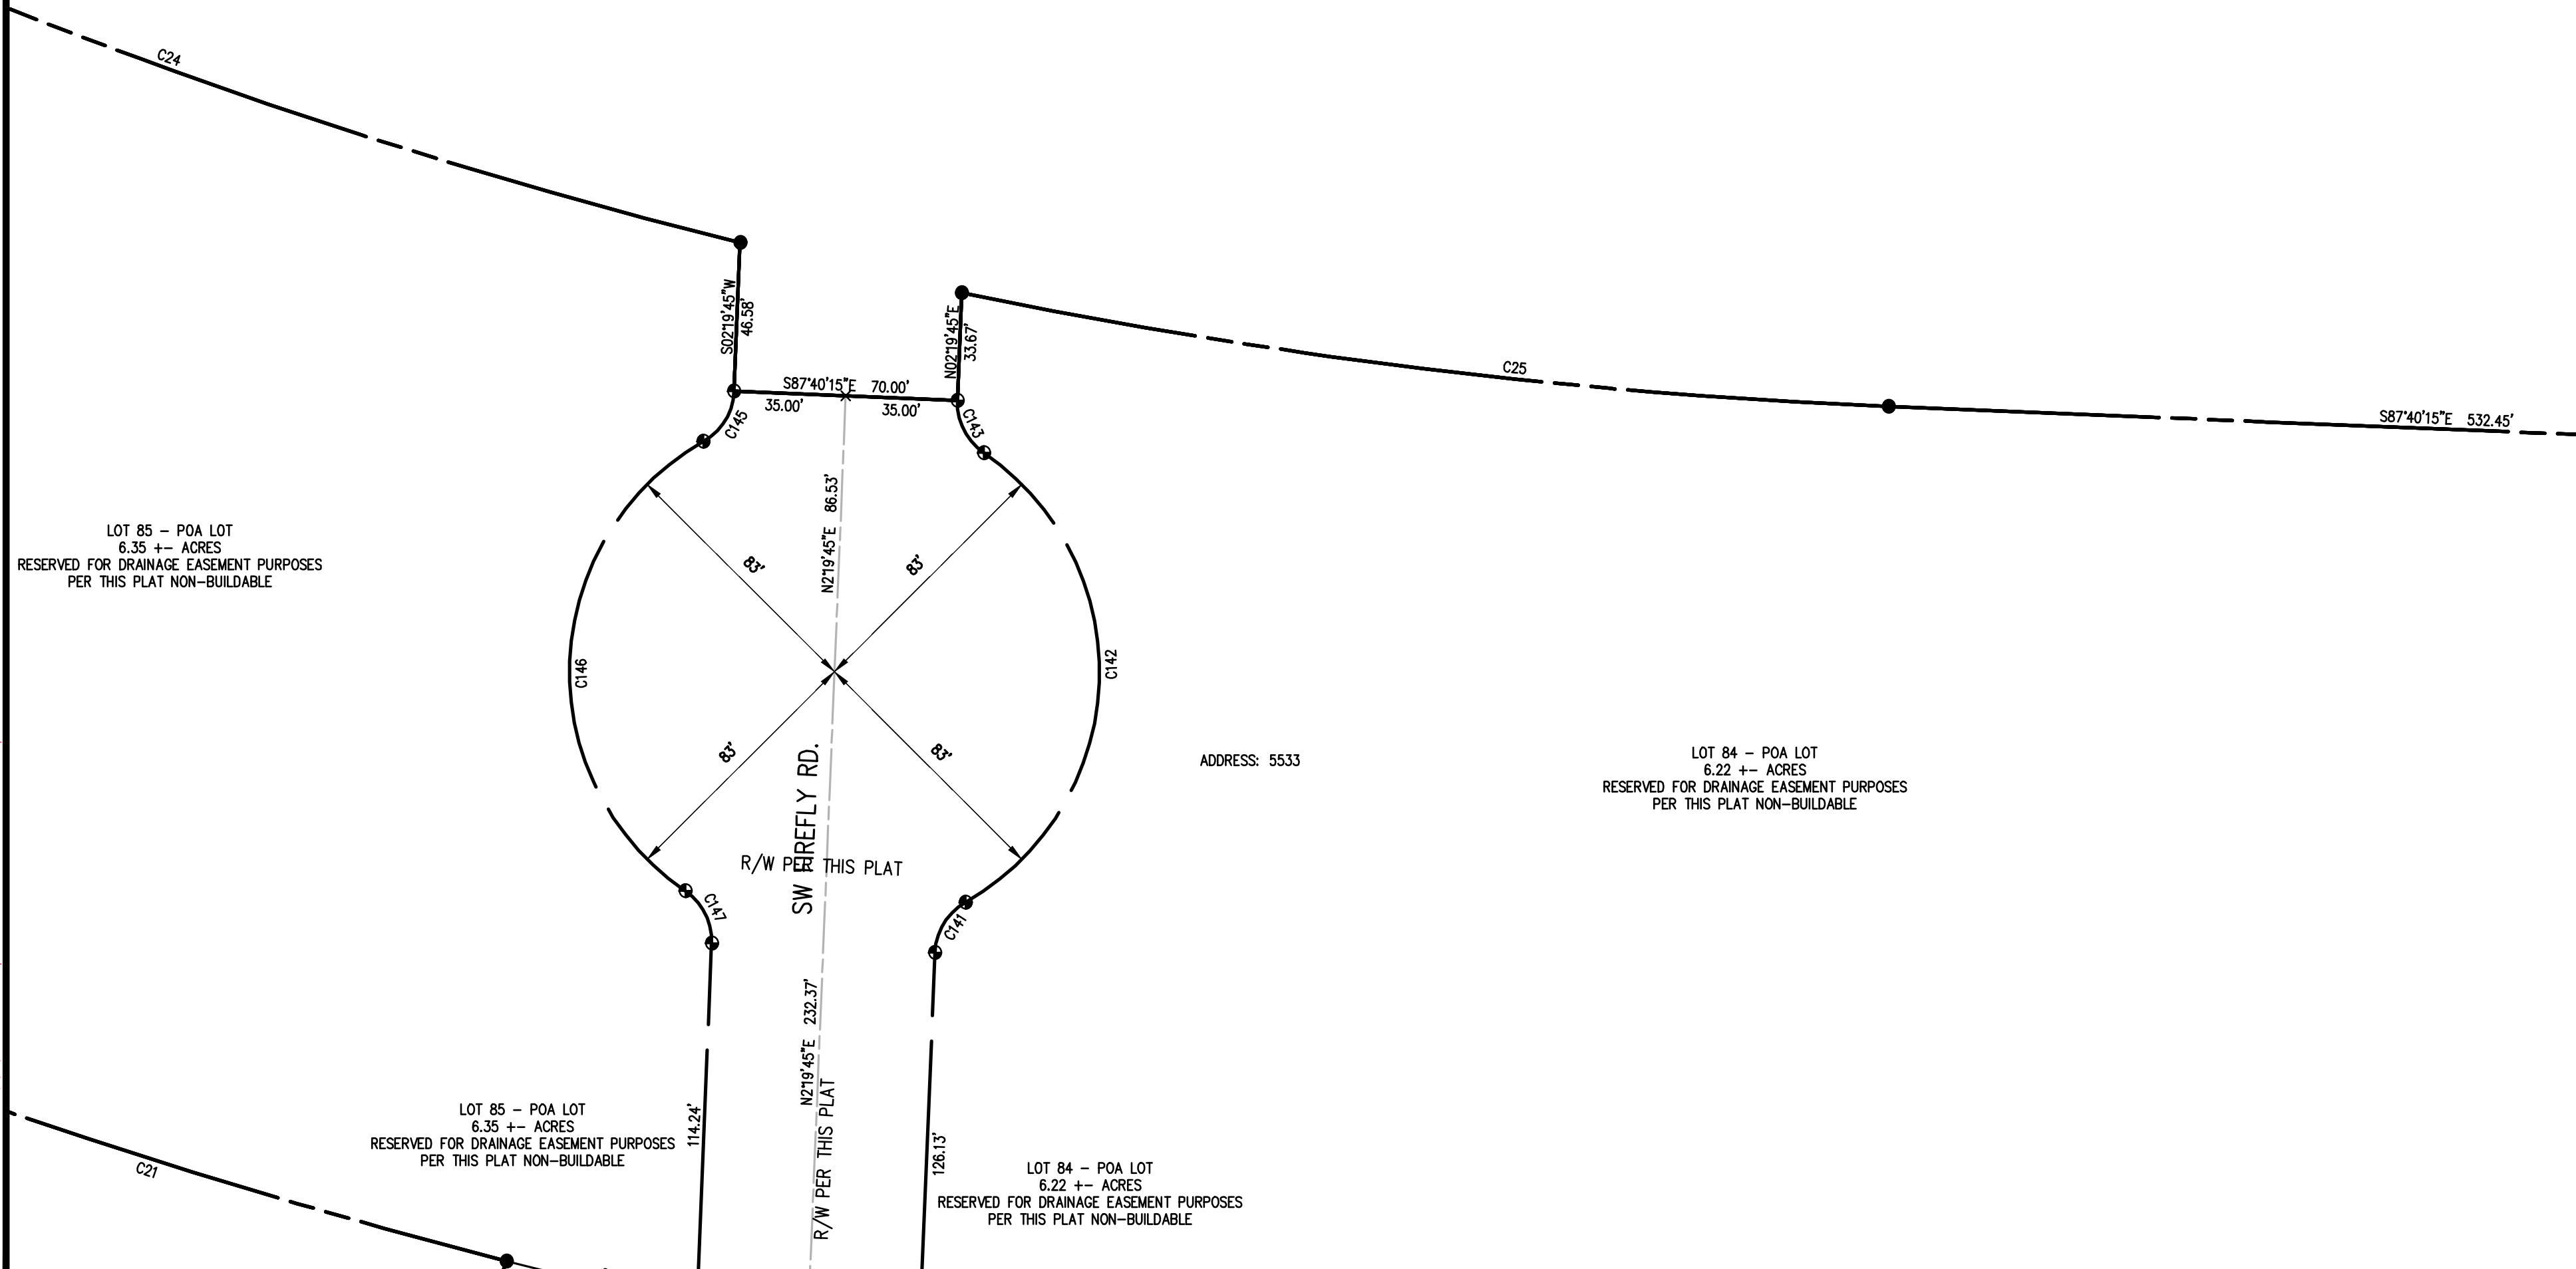 C24
S02°19'45"W
46.58'
N02°19'45"E
33.67'
C25
S87°40'15"E 70.00'
35.00'
35.00'
S87°40'15"E 532.45'
C145
C143
N2°19'45"E 86.53'
LOT 85 – POA LOT
6.35 +– ACRES
RESERVED FOR DRAINAGE EASEMENT PURPOSES
PER THIS PLAT NON–BUILDABLE
83'
83'
C146
C142
83'
83'
SW FIREFLY RD.
ADDRESS: 5533
LOT 84 – POA LOT
6.22 +– ACRES
RESERVED FOR DRAINAGE EASEMENT PURPOSES
PER THIS PLAT NON–BUILDABLE
R/W PER THIS PLAT
C147
C141
N2°19'45"E 232.37'
R/W PER THIS PLAT
114.24'
126.13'
LOT 85 – POA LOT
6.35 +– ACRES
RESERVED FOR DRAINAGE EASEMENT PURPOSES
PER THIS PLAT NON–BUILDABLE
C21
LOT 84 – POA LOT
6.22 +– ACRES
RESERVED FOR DRAINAGE EASEMENT PURPOSES
PER THIS PLAT NON–BUILDABLE